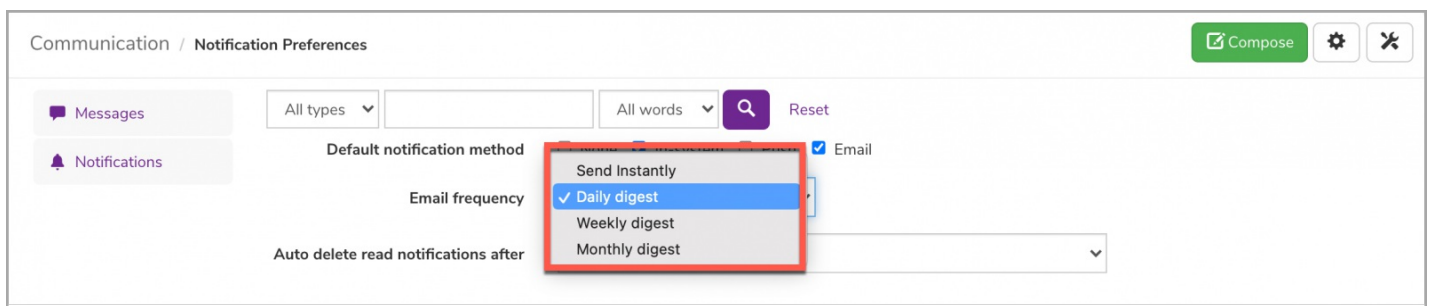 Communication / Notification Preferences
Compose
Messages
Notifications
All types
All words
Reset
Default notification method
Email
Email frequency
Send Instantly
✓ Daily digest
Weekly digest
Monthly digest
Auto delete read notifications after